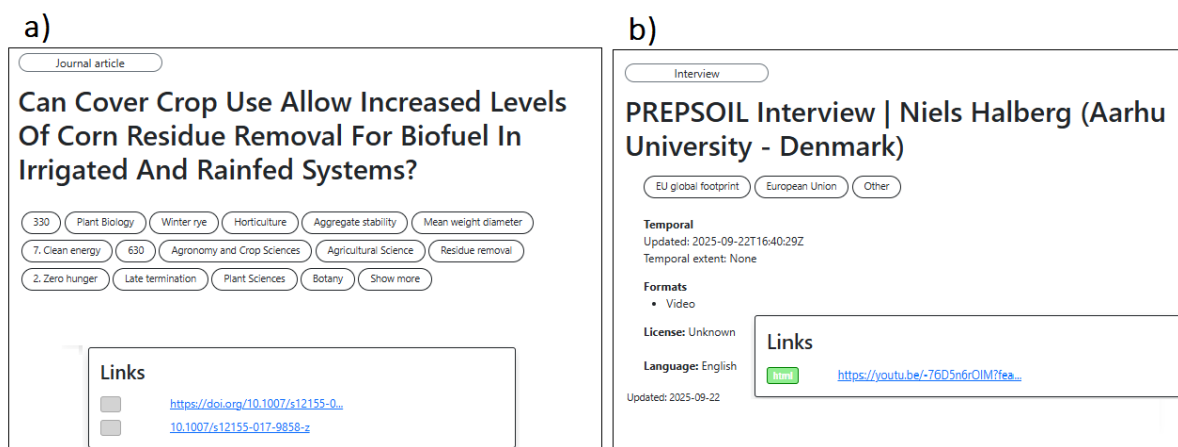 a)
Journal article
Can Cover Crop Use Allow Increased Levels
Of Corn Residue Removal For Biofuel In
Irrigated And Rainfed Systems?
330 Plant Biology Winter rye Horticulture Aggregate stability Mean weight diameter
7. Clean energy 630 Agronomy and Crop Sciences Agricultural Science Residue removal
2. Zero hunger Late termination Plant Sciences Botany Show more
Links
https://doi.org/10.1007/s12155-0...
10.1007/s12155-017-9858-z
b)
Interview
PREPSOIL Interview | Niels Halberg (Aarhu
University - Denmark)
EU global footprint European Union Other
Temporal
Updated: 2025-09-22T16:40:29Z
Temporal extent: None
Formats
• Video
License: Unknown
Language: English
Updated: 2025-09-22
Links
html https://youtu.be/-76D5n6rOIM?fea...